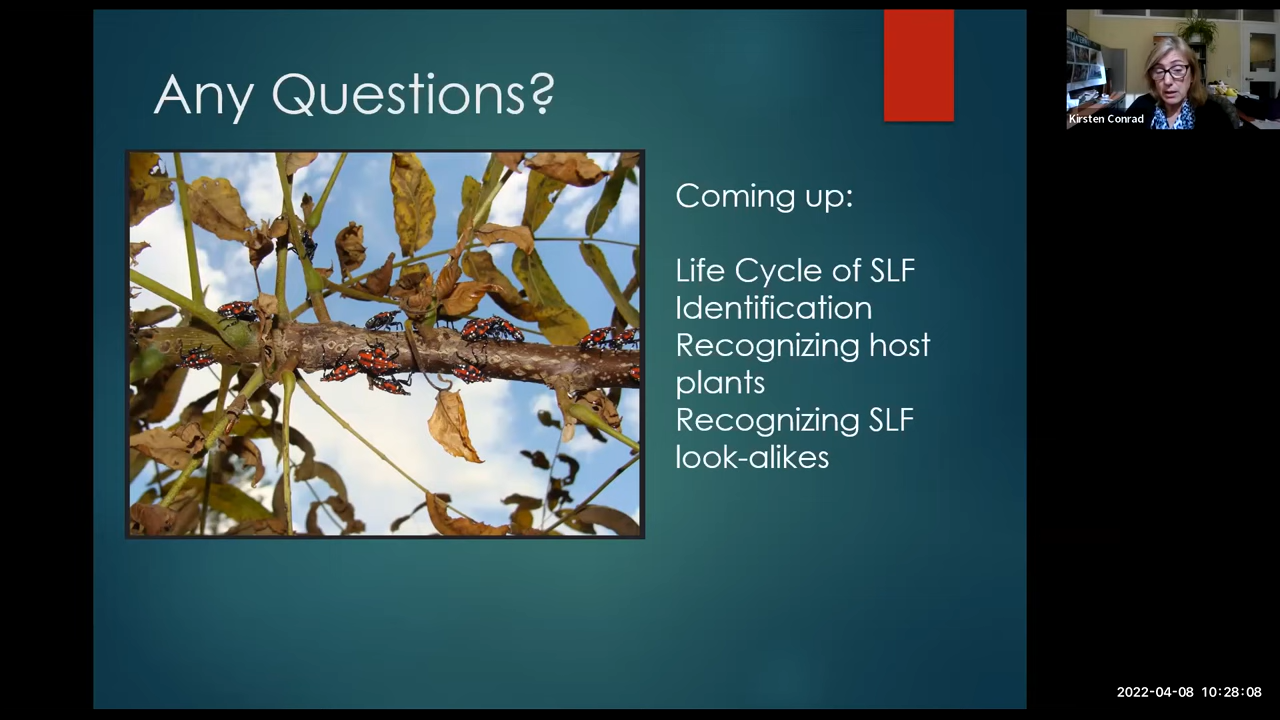 Any Questions?
Kirsten Conrad
Coming up:
Life Cycle of SLF
Identification
Recognizing host
plants
Recognizing SLF
look-alikes
2022-04-08 10:28:08